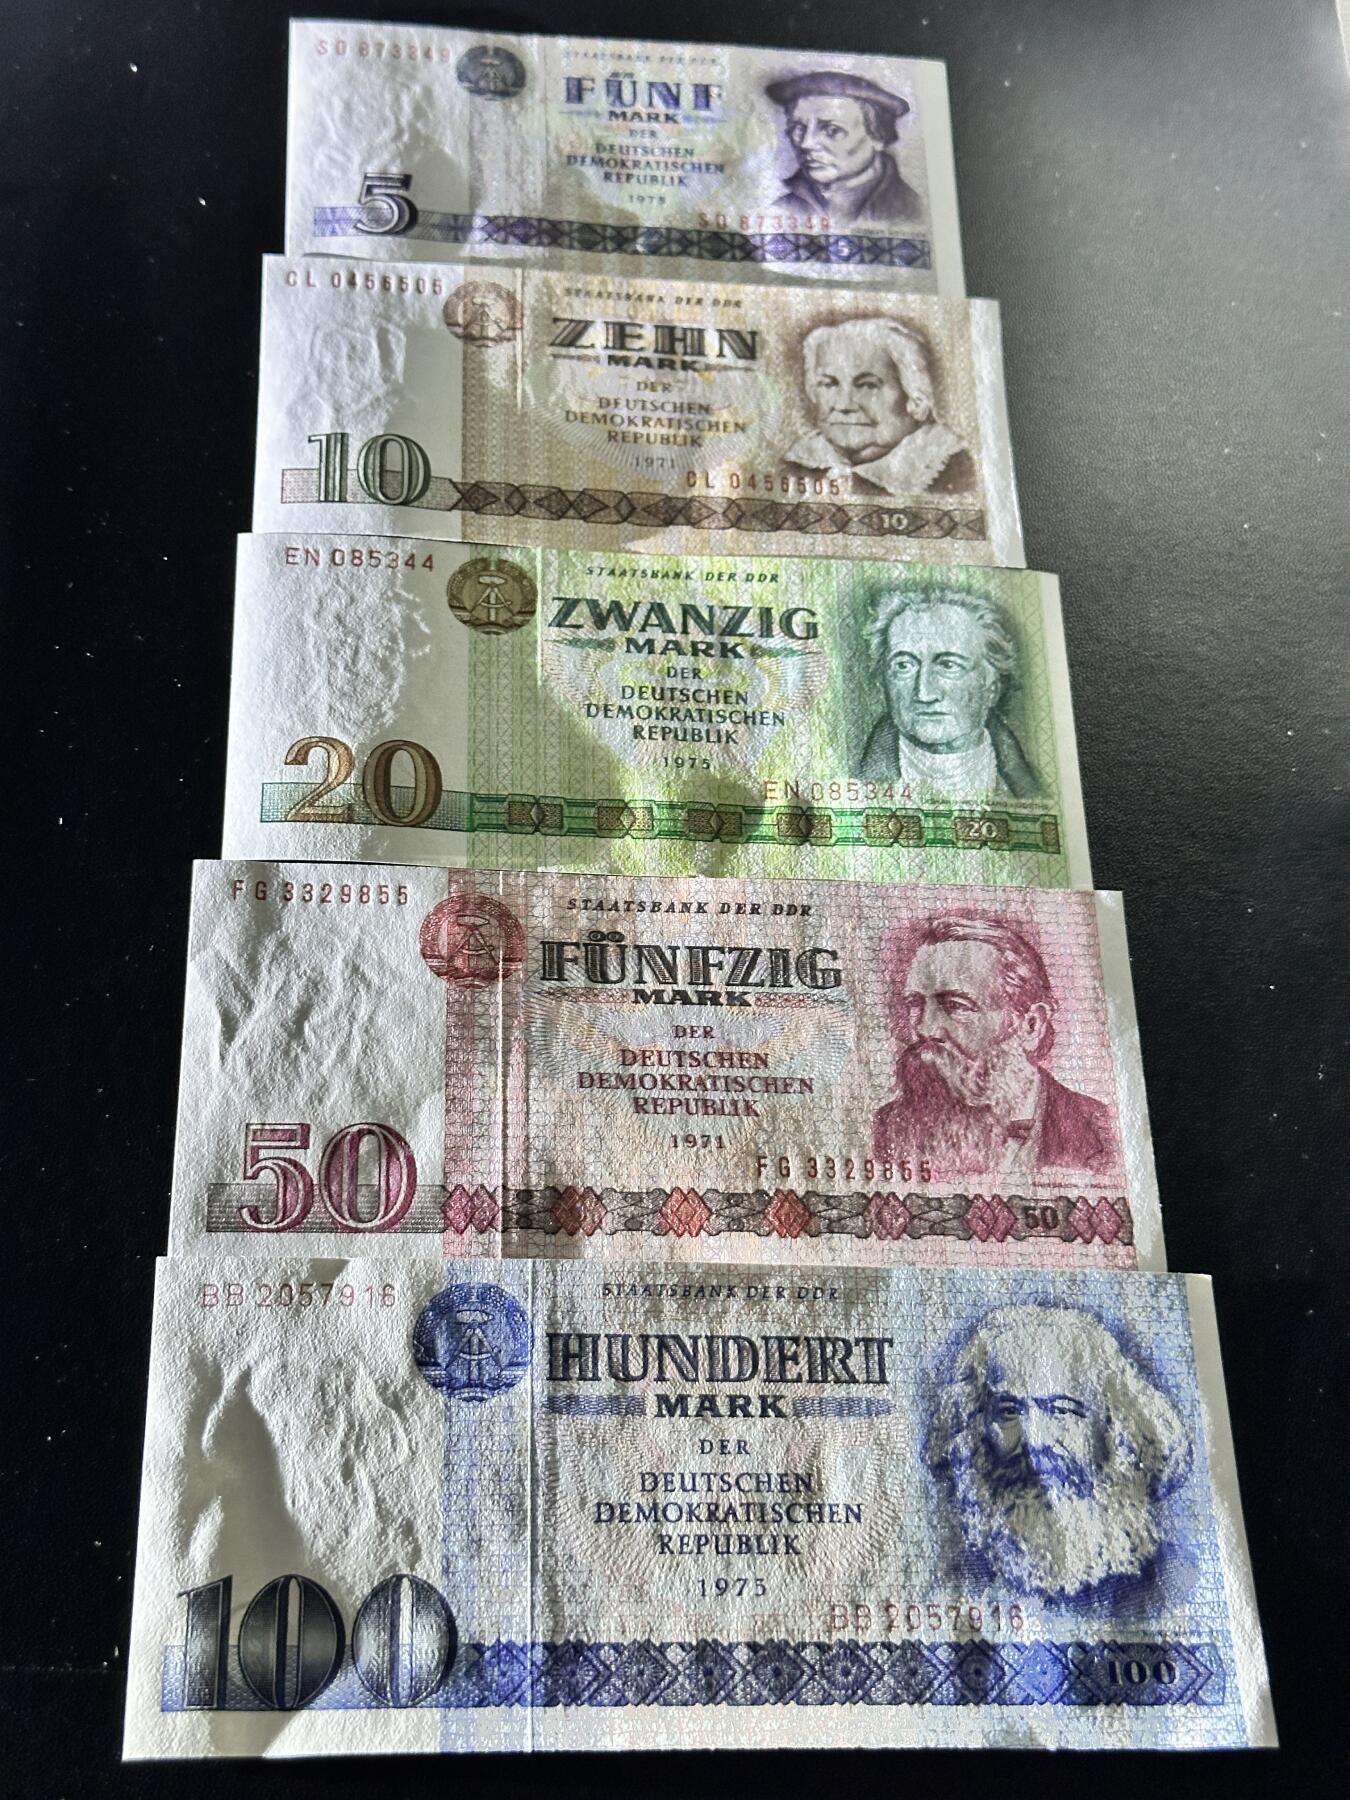 SO 873349
STAATSBANK DER DDR
FÜNF
MARK
DER
DEUTSCHEN
DEMOKRATISCHEN
REPUBLIK
1975
5
SO 873349
5
CL 0456505
STAATSBANK DER DDR
ZEHN
MARK
DER
DEUTSCHEN
DEMOKRATISCHEN
REPUBLIK
1971
10
CL 0456505
10
EN 085344
STAATSBANK DER DDR
ZWANZIG
MARK
DER
DEUTSCHEN
DEMOKRATISCHEN
REPUBLIK
1975
20
EN 085344
20
FG 3329855
STAATSBANK DER DDR
FÜNFZIG
MARK
DER
DEUTSCHEN
DEMOKRATISCHEN
REPUBLIK
1971
50
FG 3329855
50
BB 2057916
STAATSBANK DER DDR
HUNDERT
MARK
DER
DEUTSCHEN
DEMOKRATISCHEN
REPUBLIK
1975
100
BB 2057916
100